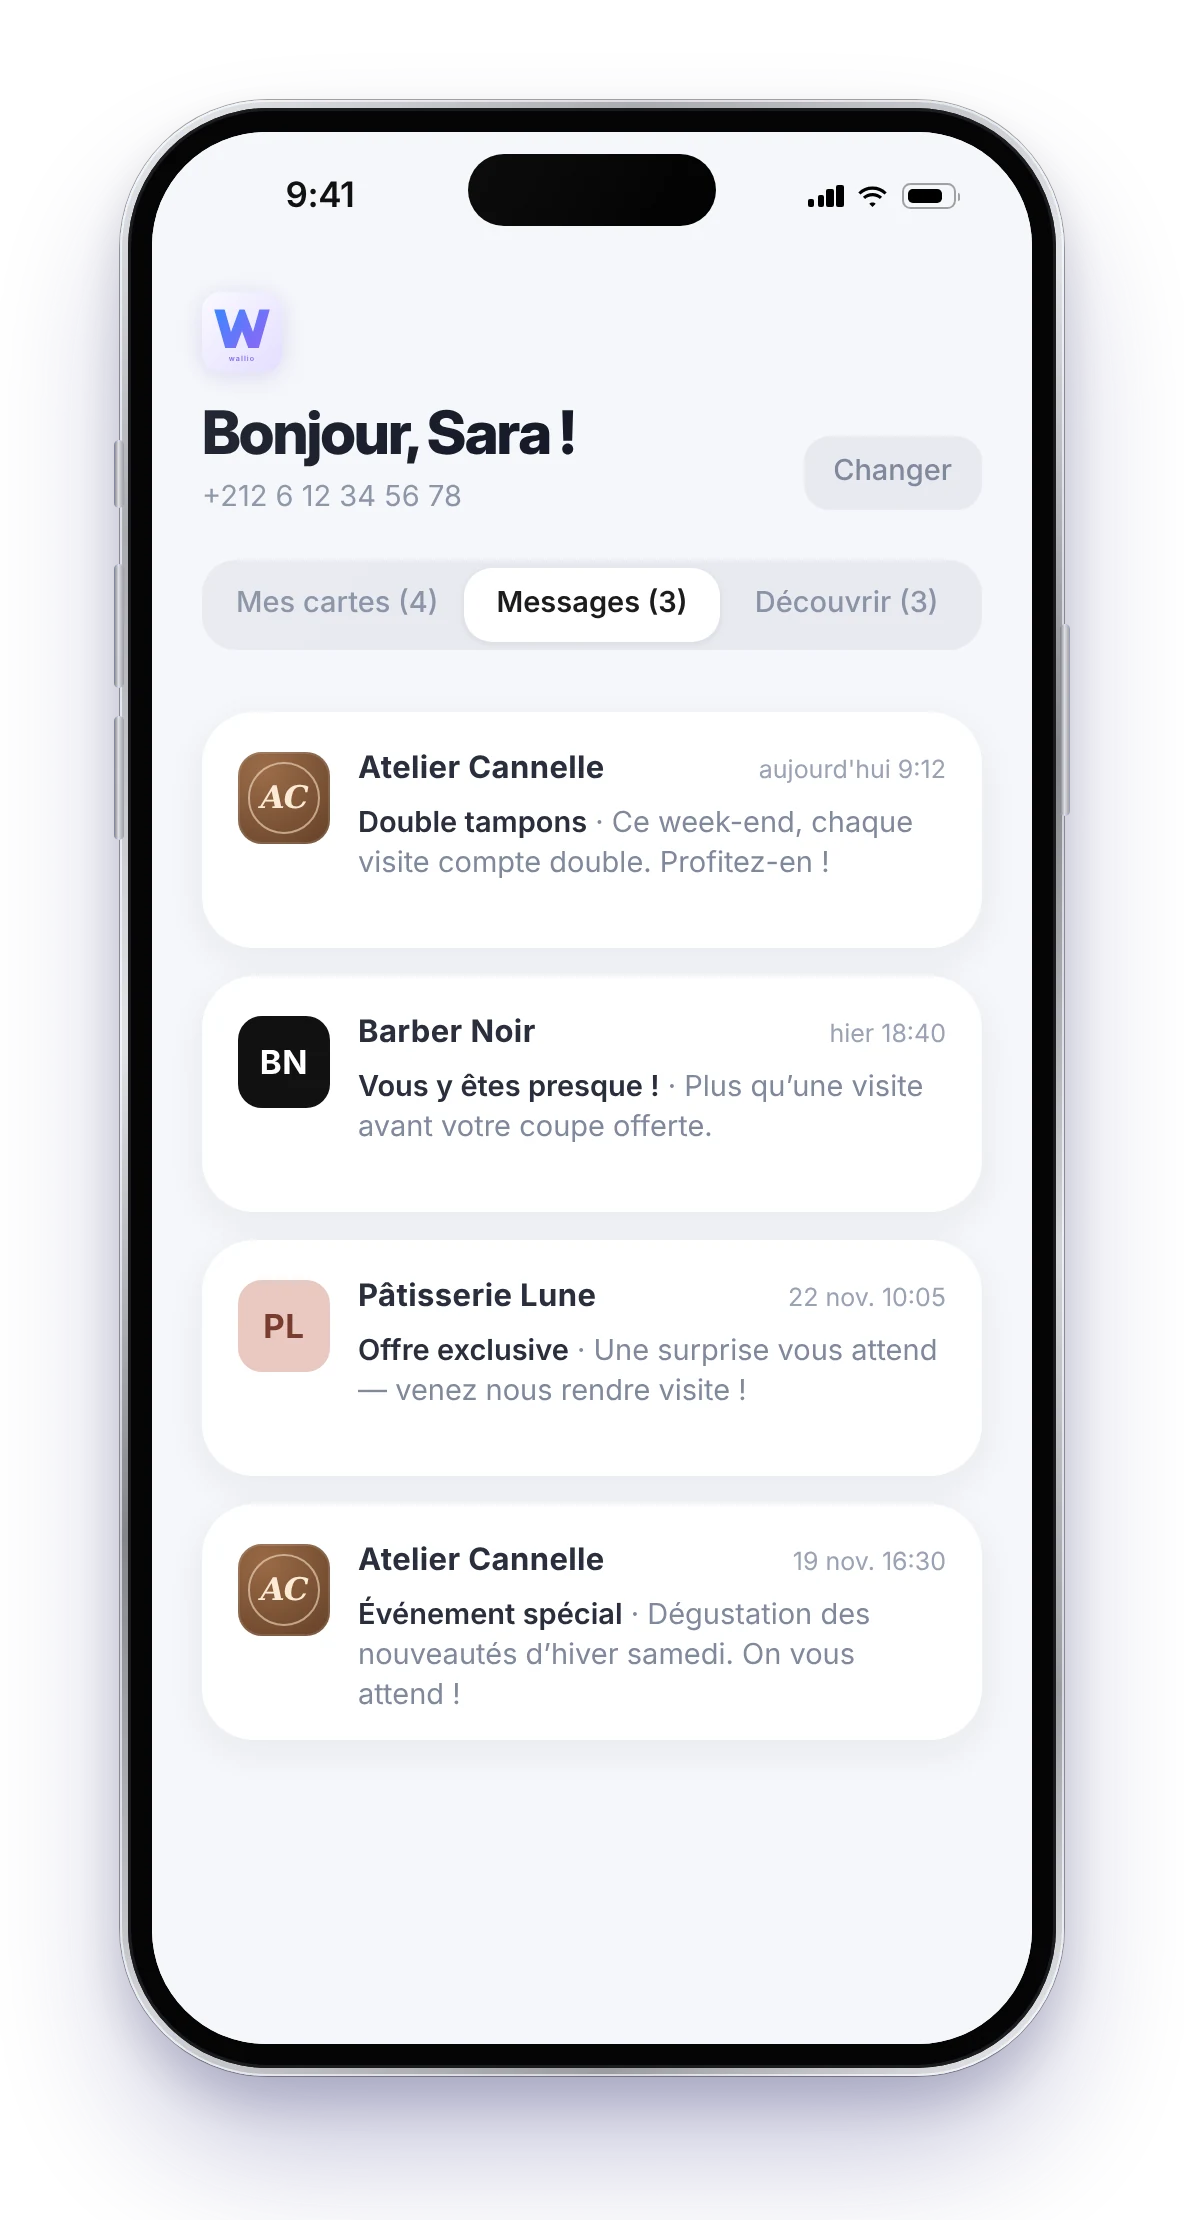 9:41
W
wallio
Bonjour, Sara !
+212 6 12 34 56 78
Changer
Mes cartes (4)
Messages (3)
Découvrir (3)
AC
Atelier Cannelle
aujourd'hui 9:12
Double tampons · Ce week-end, chaque
visite compte double. Profitez-en !
BN
Barber Noir
hier 18:40
Vous y êtes presque ! · Plus qu’une visite
avant votre coupe offerte.
PL
Pâtisserie Lune
22 nov. 10:05
Offre exclusive · Une surprise vous attend
— venez nous rendre visite !
AC
Atelier Cannelle
19 nov. 16:30
Événement spécial · Dégustation des
nouveautés d’hiver samedi. On vous
attend !